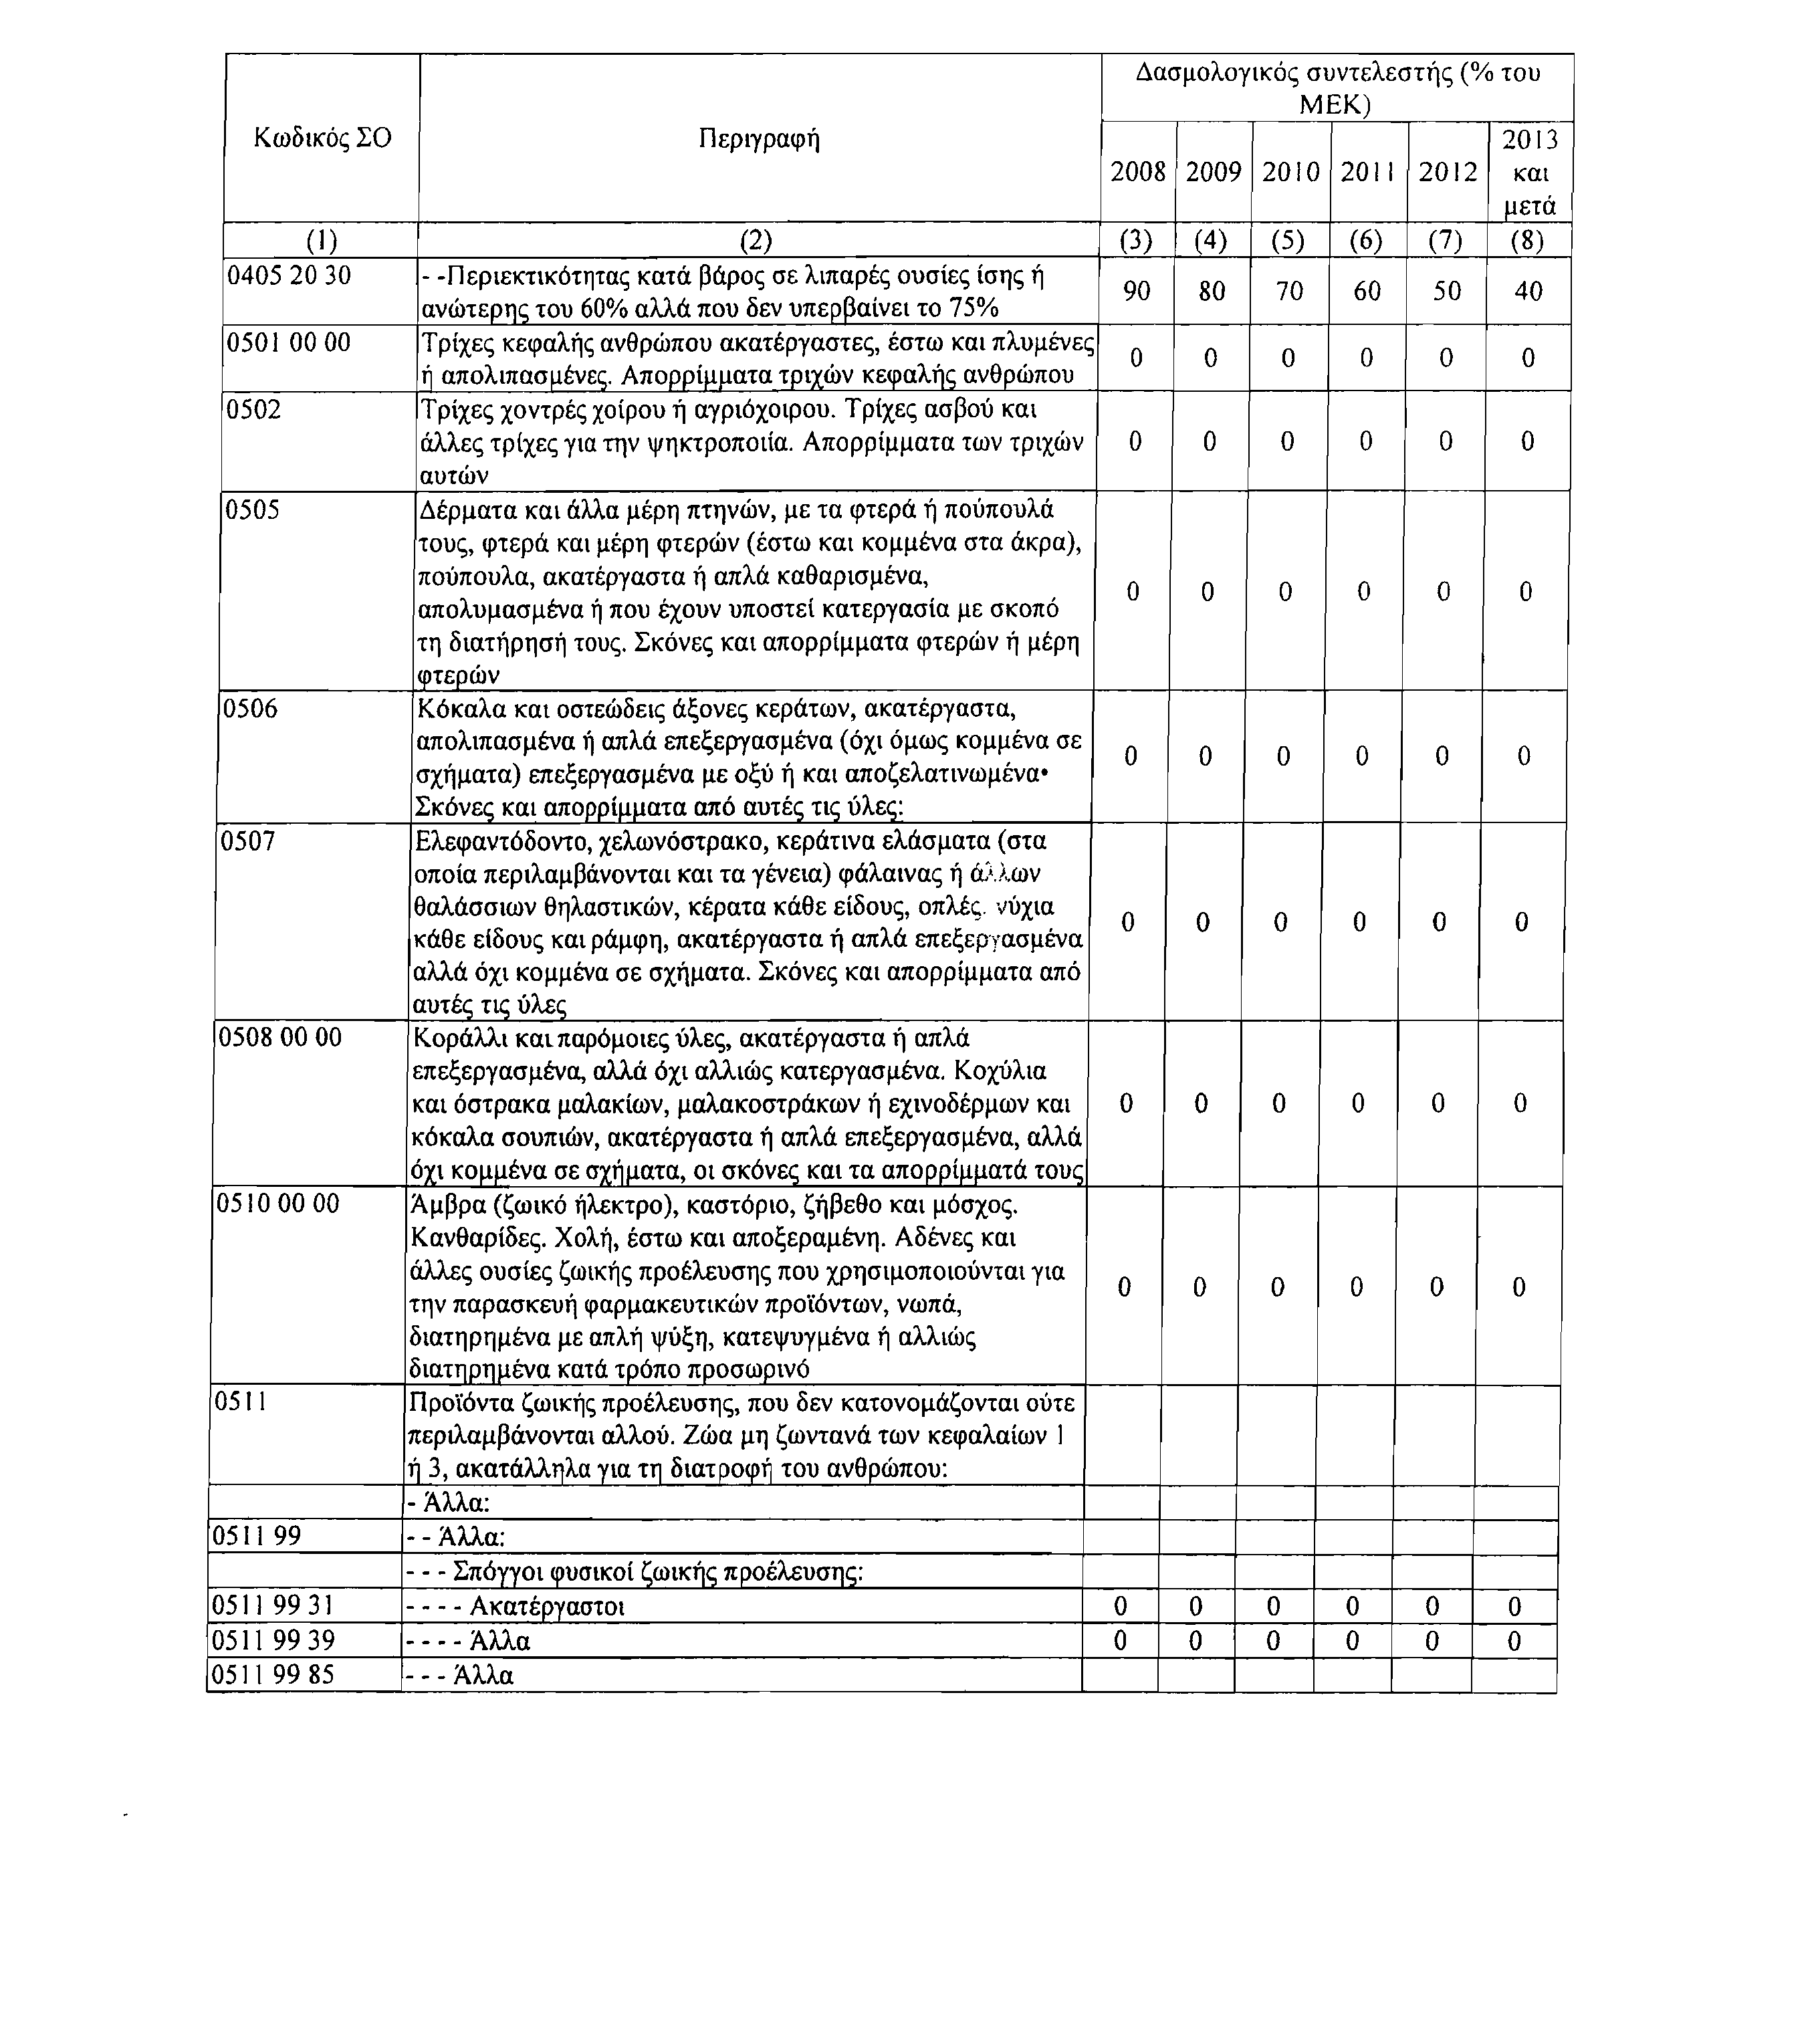 Κωδικός ΣΟ
Περιγραφή
Δασμολογικός συντελεστής (% του
ΜΕΚ)
2008 2009 2010 2011 2012 2013
και
μετά
(1) (2) (3) (4) (5) (6) (7) (8)
0405 20 30 - -Περιεκτικότητας κατά βάρος σε λιπαρές ουσίες ίσης ή
ανώτερης του 60% αλλά που δεν υπερβαίνει το 75%
90 80 70 60 50 40
0501 00 00 Τρίχες κεφαλής ανθρώπου ακατέργαστες, έστω και πλυμένες
ή απολιπασμένες. Απορρίμματα τριχών κεφαλής ανθρώπου
0 0 0 0 0 0
0502 Τρίχες χοντρές χοίρου ή αγριόχοιρου. Τρίχες ασβού και
άλλες τρίχες για την ψηκτροποιία. Απορρίμματα των τριχών
αυτών
0 0 0 0 0 0
0505 Δέρματα και άλλα μέρη πτηνών, με τα φτερά ή πούπουλά
τους, φτερά και μέρη φτερών (έστω και κομμένα στα άκρα),
πούπουλα, ακατέργαστα ή απλά καθαρισμένα,
απολυμασμένα ή που έχουν υποστεί κατεργασία με σκοπό
τη διατήρησή τους. Σκόνες και απορρίμματα φτερών ή μέρη
φτερών
0 0 0 0 0 0
0506 Κόκαλα και οστεώδεις άξονες κεράτων, ακατέργαστα,
απολιπασμένα ή απλά επεξεργασμένα (όχι όμως κομμένα σε
σχήματα) επεξεργασμένα με οξύ ή και αποζελατινωμένα•
Σκόνες και απορρίμματα από αυτές τις ύλες:
0 0 0 0 0 0
0507 Ελεφαντόδοντο, χελωνόστρακο, κεράτινα ελάσματα (στα
οποία περιλαμβάνονται και τα γένεια) φάλαινας ή άλλων
θαλάσσιων θηλαστικών, κέρατα κάθε είδους, οπλές, νύχια
κάθε είδους και ράμφη, ακατέργαστα ή απλά επεξεργασμένα
αλλά όχι κομμένα σε σχήματα. Σκόνες και απορρίμματα από
αυτές τις ύλες
0 0 0 0 0 0
0508 00 00 Κοράλλι και παρόμοιες ύλες, ακατέργαστα ή απλά
επεξεργασμένα, αλλά όχι αλλιώς κατεργασμένα. Κοχύλια
και όστρακα μαλακίων, μαλακοστράκων ή εχινοδέρμων και
κόκαλα σουπιών, ακατέργαστα ή απλά επεξεργασμένα, αλλά
όχι κομμένα σε σχήματα, οι σκόνες και τα απορρίμματά τους
0 0 0 0 0 0
0510 00 00 Άμβρα (ζωικό ήλεκτρο), καστόριο, ζήβεθο και μόσχος.
Κανθαρίδες. Χολή, έστω και αποξεραμένη. Αδένες και
άλλες ουσίες ζωικής προέλευσης που χρησιμοποιούνται για
την παρασκευή φαρμακευτικών προϊόντων, νωπά,
διατηρημένα με απλή ψύξη, κατεψυγμένα ή αλλιώς
διατηρημένα κατά τρόπο προσωρινό
0 0 0 0 0 0
0511 Προϊόντα ζωικής προέλευσης, που δεν κατονομάζονται ούτε
περιλαμβάνονται αλλού. Ζώα μη ζωντανά των κεφαλαίων 1
ή 3, ακατάλληλα για τη διατροφή του ανθρώπου:
- Άλλα:
0511 99 - - Άλλα:
- - - Σπόγγοι φυσικοί ζωικής προέλευσης:
0511 99 31 - - - - Ακατέργαστοι 0 0 0 0 0 0
0511 99 39 - - - - Άλλα 0 0 0 0 0 0
0511 99 85 - - - Άλλα